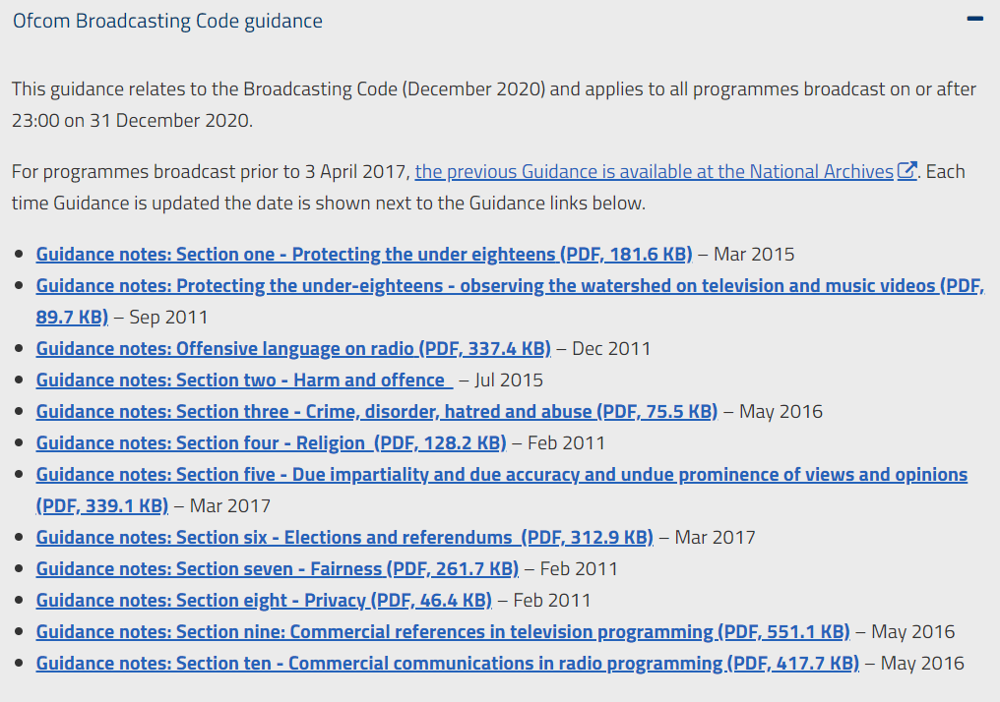 Ofcom Broadcasting Code guidance
This guidance relates to the Broadcasting Code (December 2020) and applies to all programmes broadcast on or after
23:00 on 31 December 2020.
For programmes broadcast prior to 3 April 2017, the previous Guidance is available at the National Archives. Each
time Guidance is updated the date is shown next to the Guidance links below.
• Guidance notes: Section one - Protecting the under eighteens (PDF, 181.6 KB) – Mar 2015
• Guidance notes: Protecting the under-eighteens - observing the watershed on television and music videos (PDF,
89.7 KB) – Sep 2011
• Guidance notes: Offensive language on radio (PDF, 337.4 KB) – Dec 2011
• Guidance notes: Section two - Harm and offence – Jul 2015
• Guidance notes: Section three - Crime, disorder, hatred and abuse (PDF, 75.5 KB) – May 2016
• Guidance notes: Section four - Religion (PDF, 128.2 KB) – Feb 2011
• Guidance notes: Section five - Due impartiality and due accuracy and undue prominence of views and opinions
(PDF, 339.1 KB) – Mar 2017
• Guidance notes: Section six - Elections and referendums (PDF, 312.9 KB) – Mar 2017
• Guidance notes: Section seven - Fairness (PDF, 261.7 KB) – Feb 2011
• Guidance notes: Section eight - Privacy (PDF, 46.4 KB) – Feb 2011
• Guidance notes: Section nine: Commercial references in television programming (PDF, 551.1 KB) – May 2016
• Guidance notes: Section ten - Commercial communications in radio programming (PDF, 417.7 KB) – May 2016